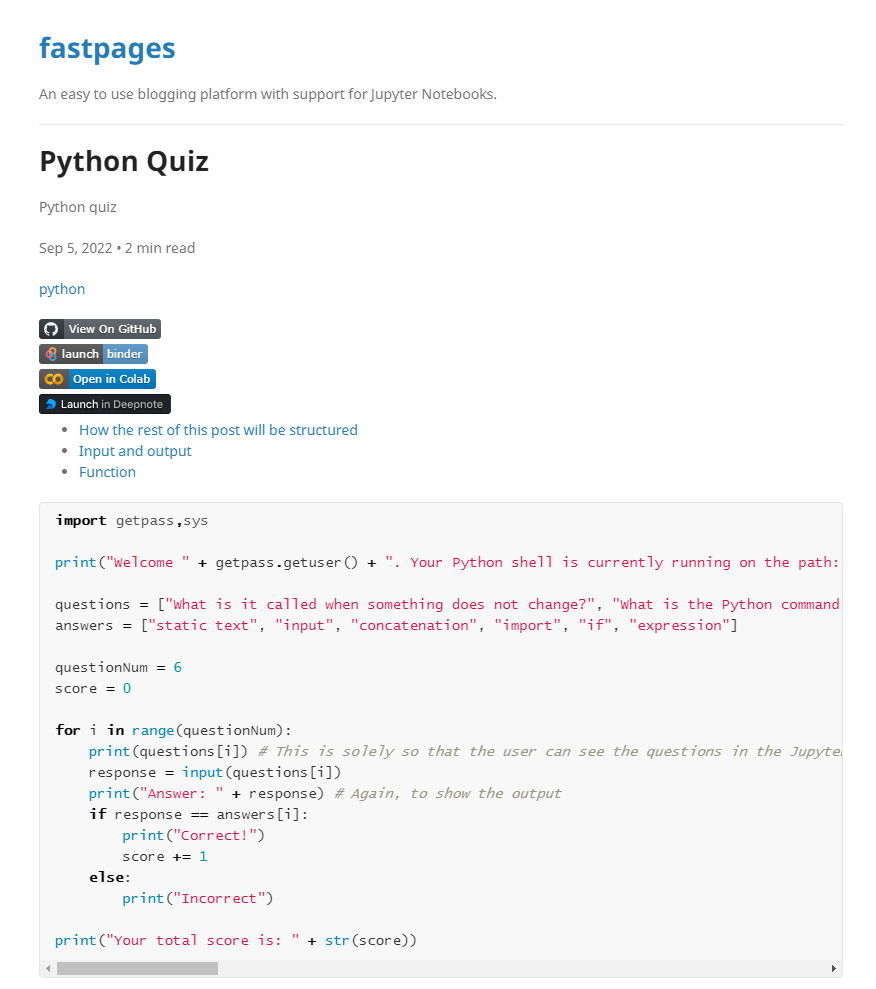 fastpages
An easy to use blogging platform with support for Jupyter Notebooks.
Python Quiz
Python quiz
Sep 5, 2022 • 2 min read
python
View On GitHub
launch binder
Open in Colab
Launch in Deepnote
• How the rest of this post will be structured
• Input and output
• Function
import getpass,sys
print("Welcome " + getpass.getuser() + ". Your Python shell is currently running on the path:
questions = ["What is it called when something does not change?", "What is the Python command
answers = ["static text", "input", "concatenation", "import", "if", "expression"]
questionNum = 6
score = 0
for i in range(questionNum):
    print(questions[i]) # This is solely so that the user can see the questions in the Jupyter
    response = input(questions[i])
    print("Answer: " + response) # Again, to show the output
    if response == answers[i]:
        print("Correct!")
        score += 1
    else:
        print("Incorrect")
print("Your total score is: " + str(score))